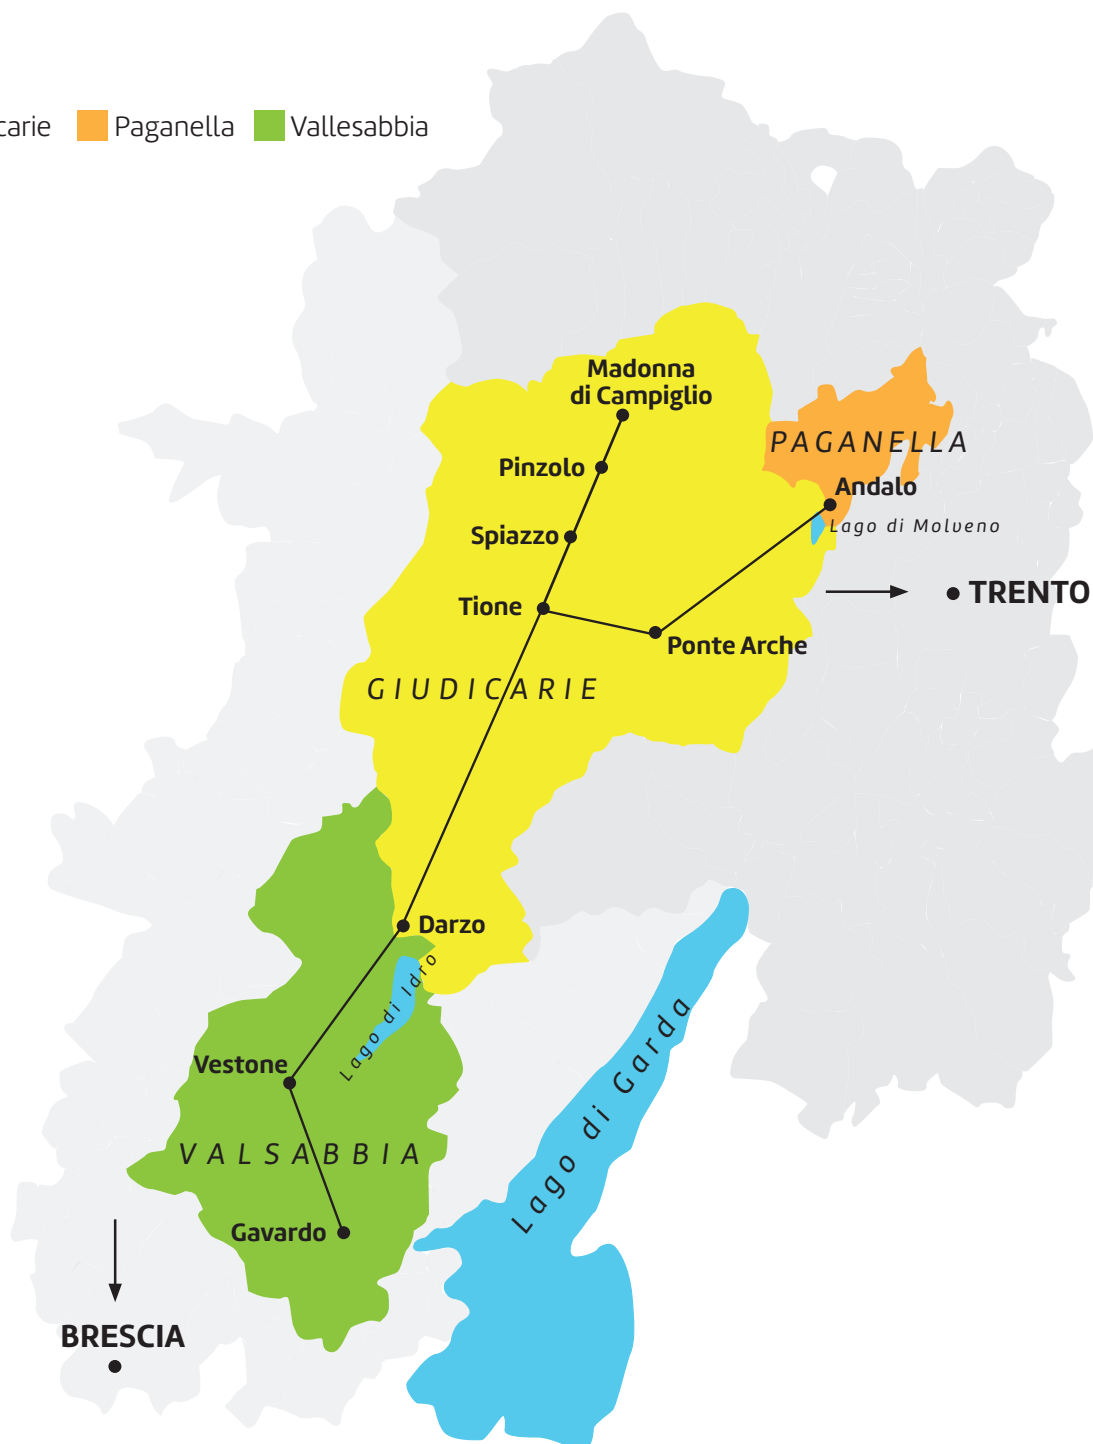 carie Paganella Vallesabbia
Madonna
di Campiglio
PAGANELLA
Pinzolo
Andalo
Lago di Molveno
Spiazzo
TRENTO
Tione
Ponte Arche
GIUDICARIE
Darzo
Lago di Idro
Lago di Garda
Vestone
VALSABBIA
Gavardo
BRESCIA